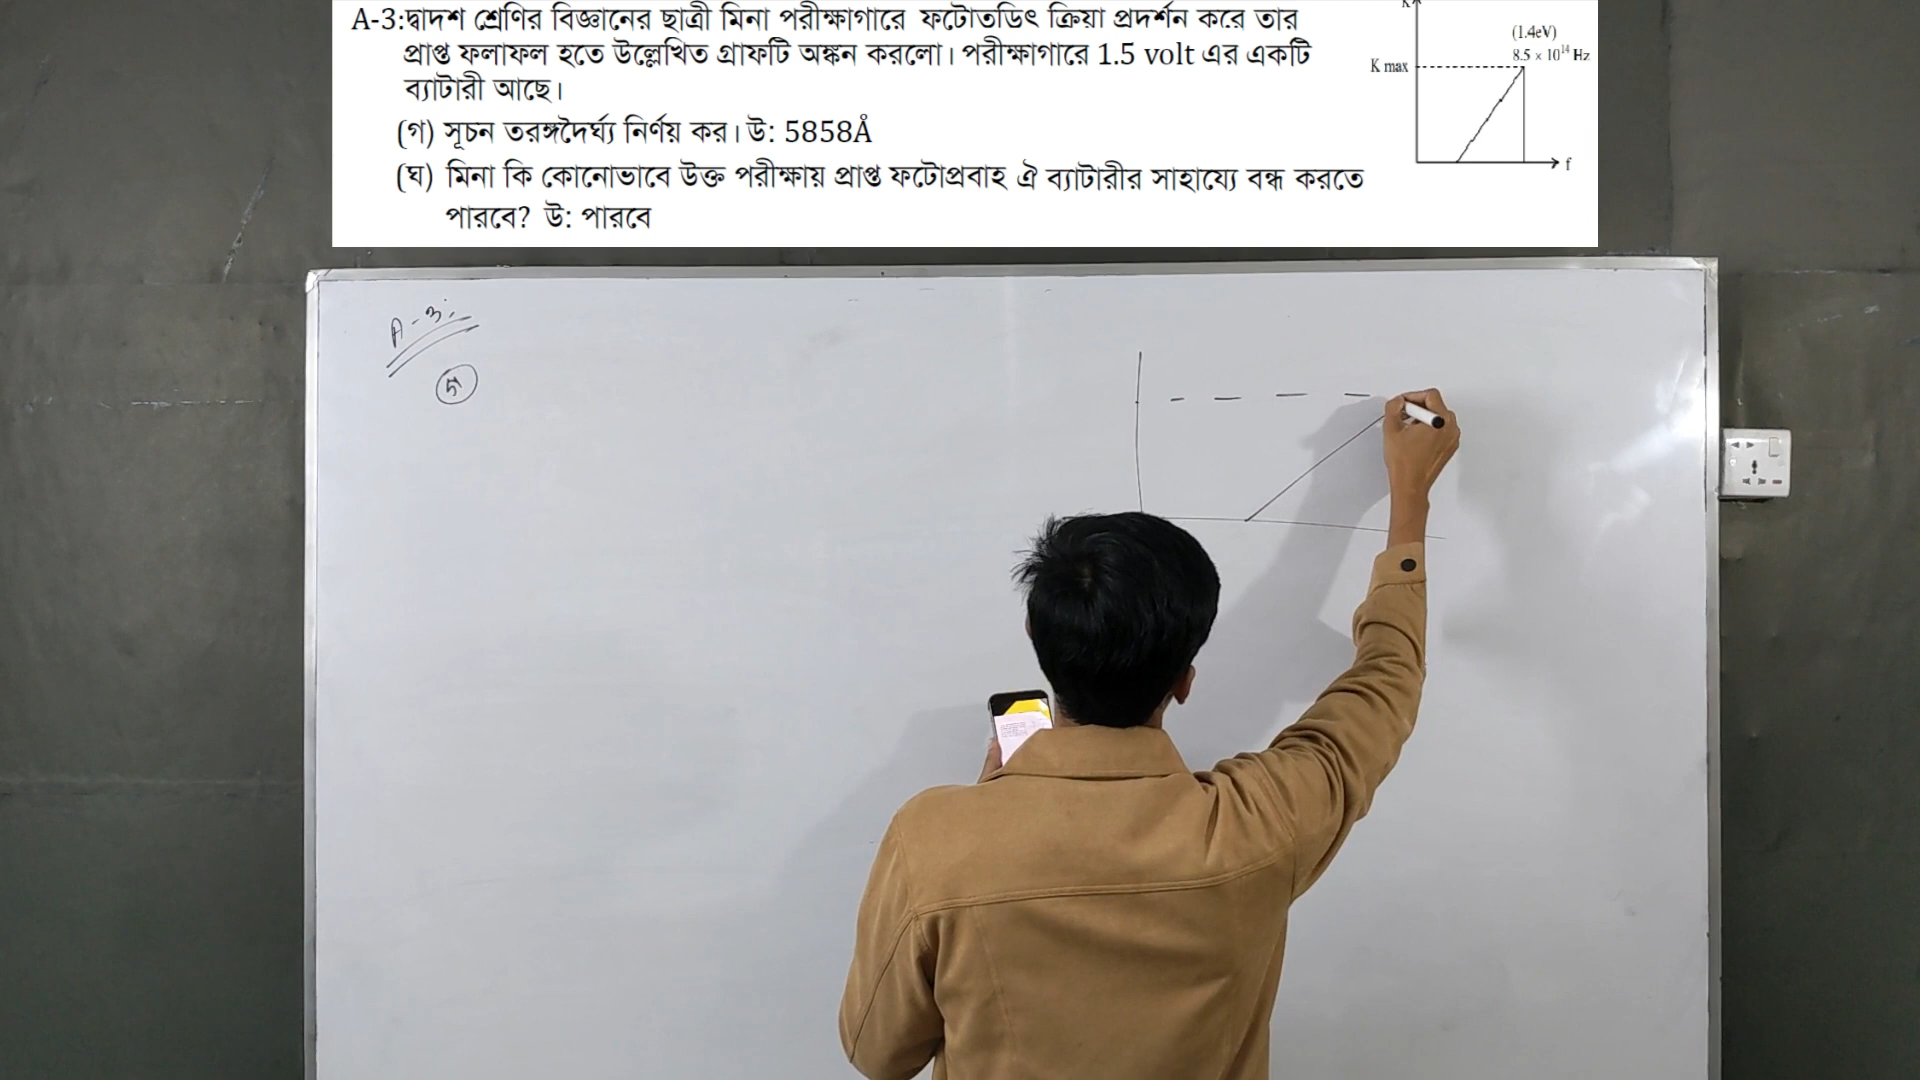 A-3:দ্বাদশ শ্রেণির বিজ্ঞানের ছাত্রী মিনা পরীক্ষাগারে ফটোতডিৎ ক্রিয়া প্রদর্শন করে তার
প্রাপ্ত ফলাফল হতে উল্লেখিত গ্রাফটি অঙ্কন করলো। পরীক্ষাগারে 1.5 volt এর একটি
ব্যাটারী আছে।
(গ) সূচন তরঙ্গদৈর্ঘ্য নির্ণয় কর। উ: 5858Å
(ঘ) মিনা কি কোনোভাবে উক্ত পরীক্ষায় প্রাপ্ত ফটোপ্রবাহ ঐ ব্যাটারীর সাহায্যে বন্ধ করতে
পারবে? উ: পারবে
K
(1.4eV)
8.5 × 10¹⁴ Hz
K max
f
A-3:
গ